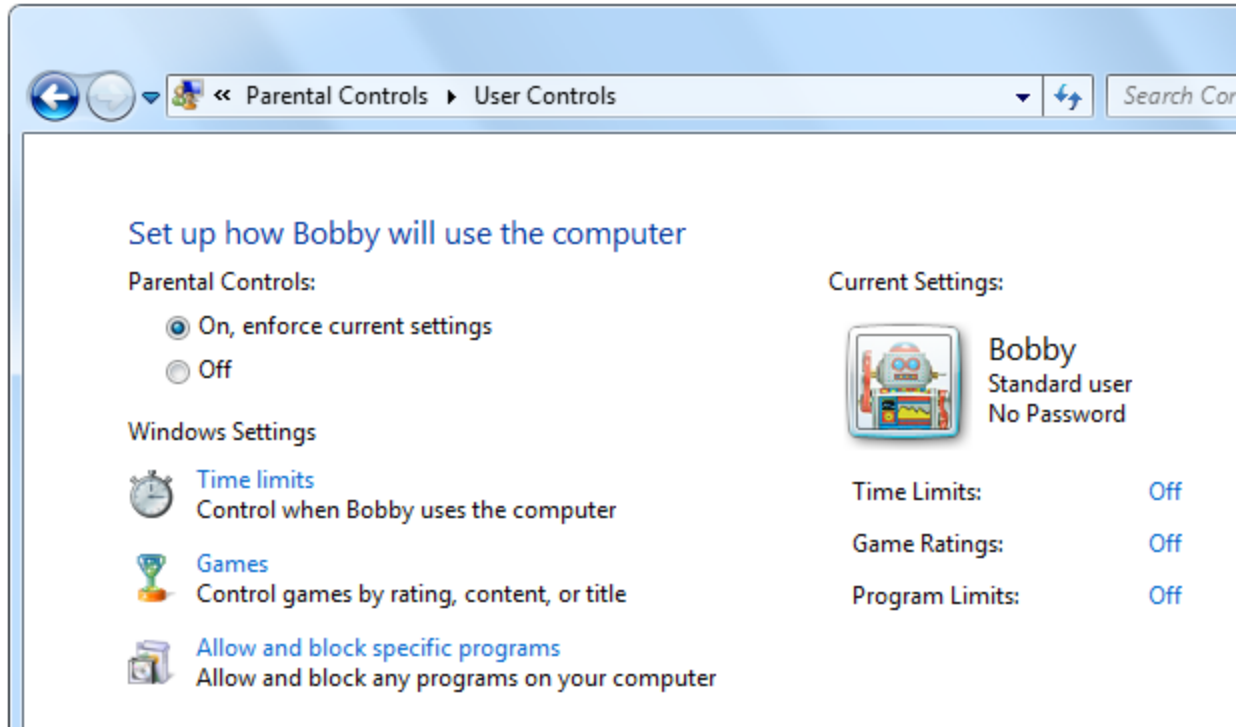 « Parental Controls ▸ User Controls
Search Cor
Set up how Bobby will use the computer
Parental Controls:
On, enforce current settings
Off
Windows Settings
Time limits
Control when Bobby uses the computer
Games
Control games by rating, content, or title
Allow and block specific programs
Allow and block any programs on your computer
Current Settings:
Bobby
Standard user
No Password
Time Limits: Off
Game Ratings: Off
Program Limits: Off